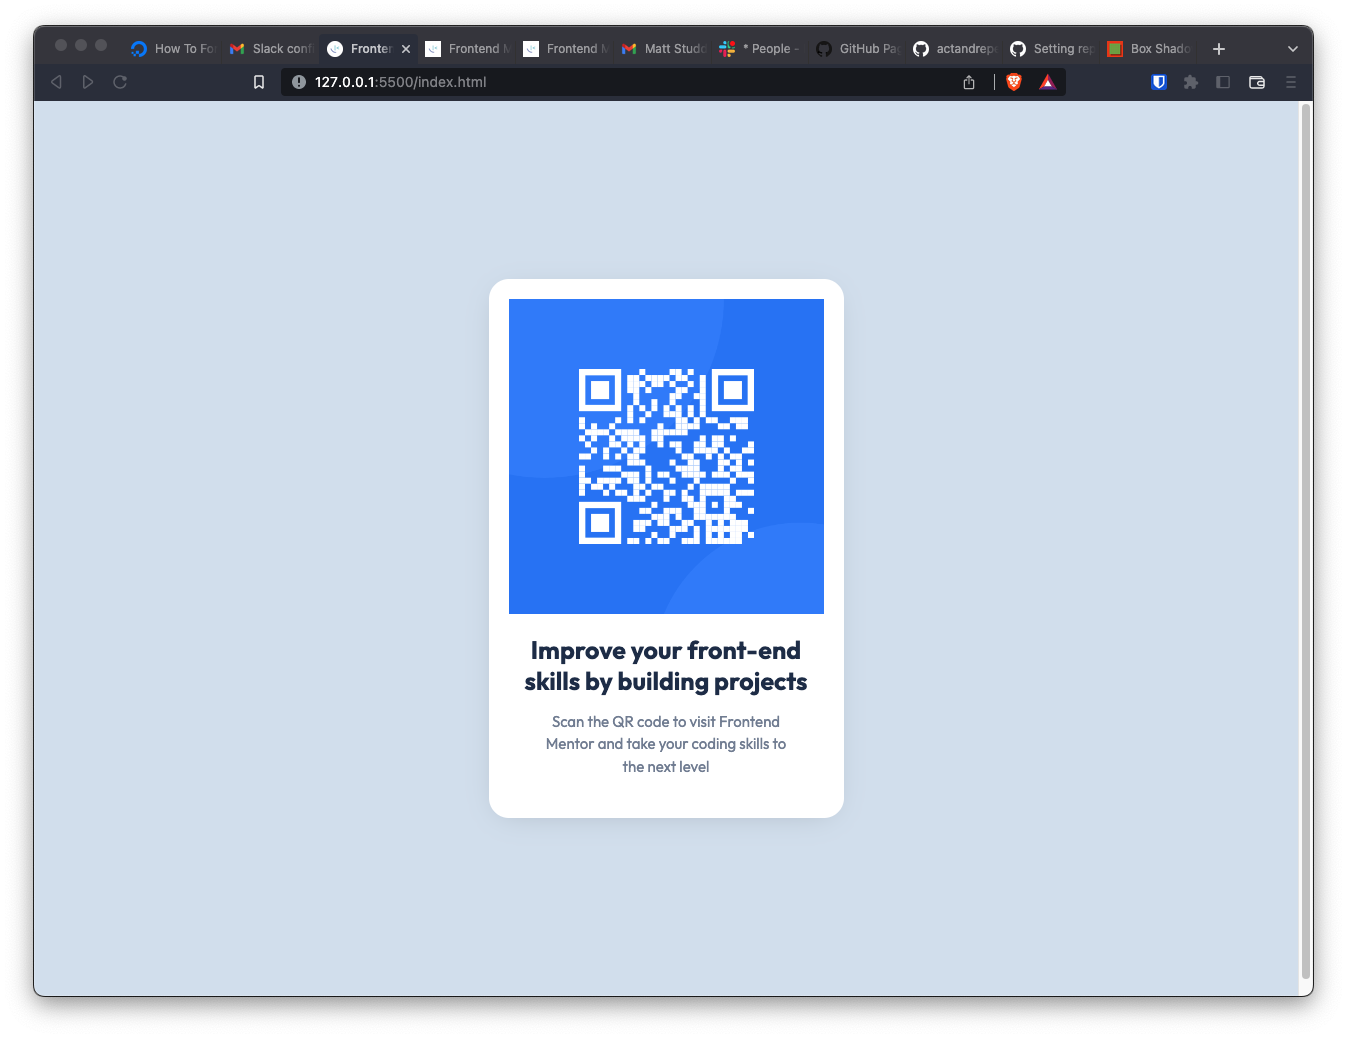 How To Fo
Slack conf
Fronter
Frontend M
Frontend M
Matt Studd
* People -
GitHub Pa
actandrep
Setting rep
Box Shado
127.0.0.1:5500/index.html
Improve your front-end
skills by building projects
Scan the QR code to visit Frontend
Mentor and take your coding skills to
the next level